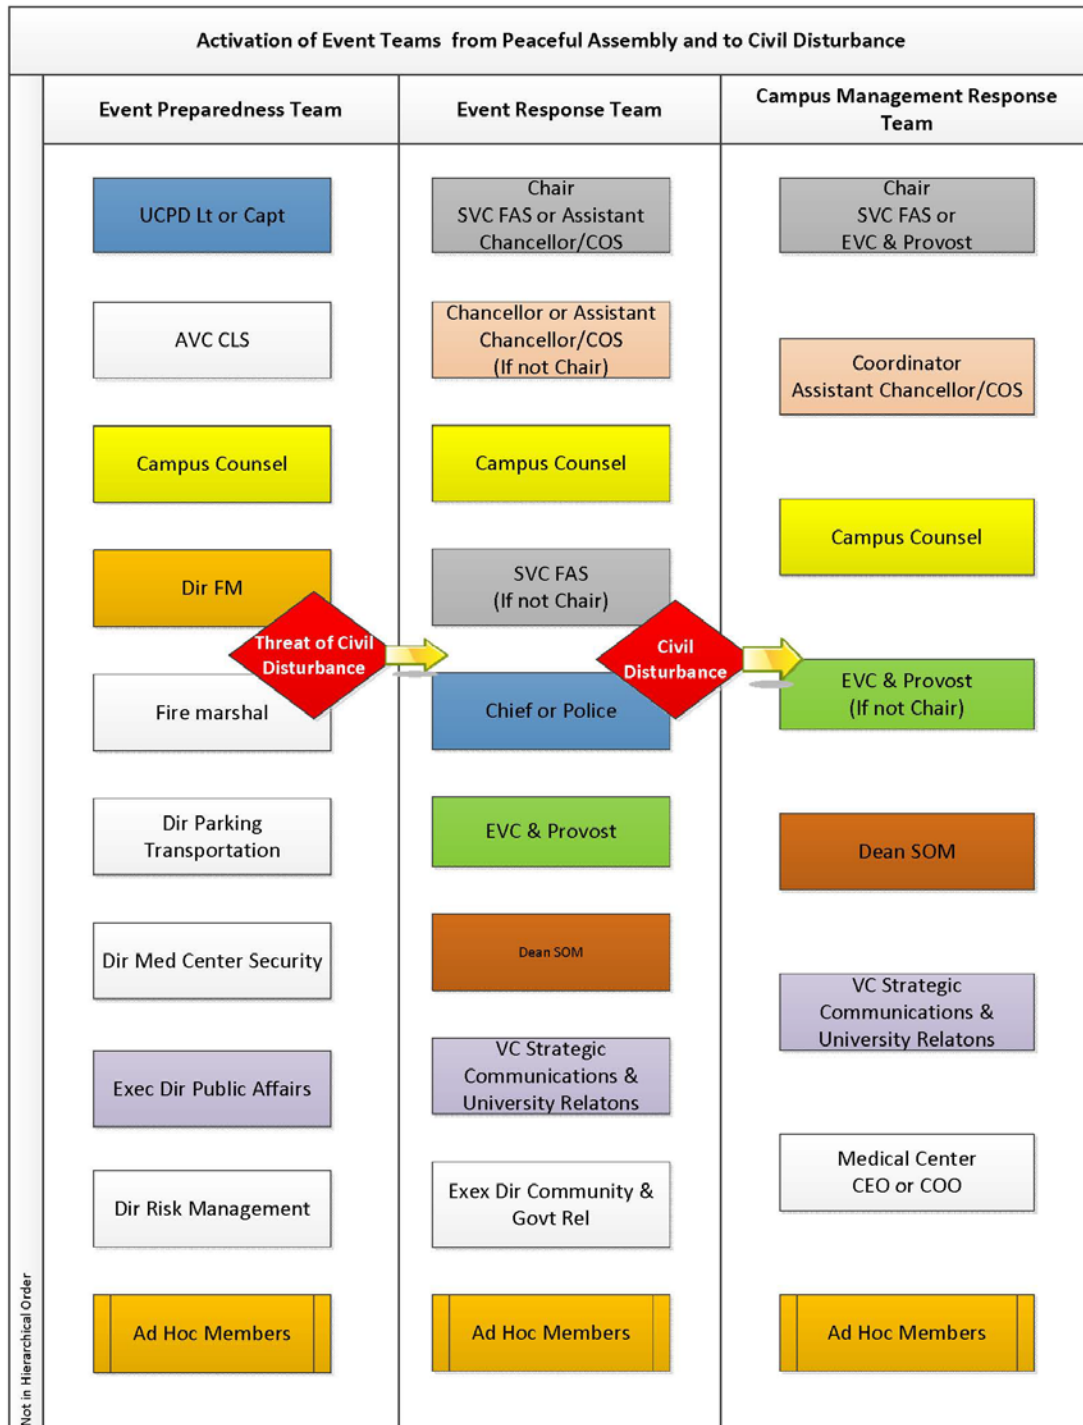 Activation of Event Teams from Peaceful Assembly and to Civil Disturbance
Event Preparedness Team
Event Response Team
Campus Management Response
Team
UCPD Lt or Capt
AVC CLS
Campus Counsel
Dir FM
Threat of Civil
Disturbance
Fire marshal
Dir Parking
Transportation
Dir Med Center Security
Exec Dir Public Affairs
Dir Risk Management
Ad Hoc Members
Chair
SVC FAS or Assistant
Chancellor/COS
Chancellor or Assistant
Chancellor/COS
(If not Chair)
Campus Counsel
SVC FAS
(If not Chair)
Civil
Disturbance
Chief or Police
EVC & Provost
Dean SOM
VC Strategic
Communications &
University Relatons
Exex Dir Community &
Govt Rel
Ad Hoc Members
Chair
SVC FAS or
EVC & Provost
Coordinator
Assistant Chancellor/COS
Campus Counsel
EVC & Provost
(If not Chair)
Dean SOM
VC Strategic
Communications &
University Relatons
Medical Center
CEO or COO
Ad Hoc Members
Not in Hierarchical Order